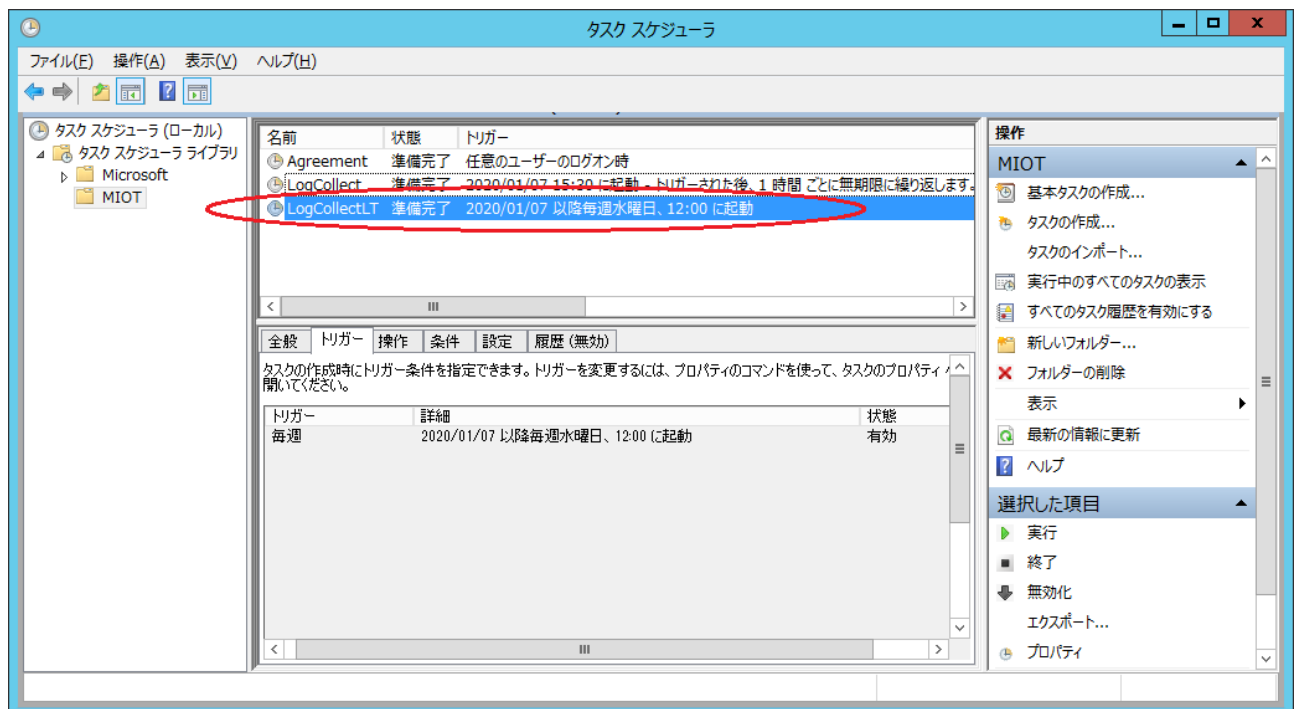 タスク スケジューラ
ファイル(F) 操作(A) 表示(V) ヘルプ(H)
タスク スケジューラ (ローカル)
タスク スケジューラ ライブラリ
Microsoft
MIOT
名前 状態 トリガー
Agreement 準備完了 任意のユーザーのログオン時
LogCollect 準備完了 2020/01/07 15:30 に起動 - トリガーされた後、1 時間 ごとに無期限に繰り返します。
LogCollectLT 準備完了 2020/01/07 以降毎週水曜日、12:00 に起動
全般 トリガー 操作 条件 設定 履歴 (無効)
タスクの作成時にトリガー条件を指定できます。トリガーを変更するには、プロパティのコマンドを使って、タスクのプロパティ
開いてください。
トリガー 詳細 状態
毎週 2020/01/07 以降毎週水曜日、12:00 に起動 有効
操作
MIOT
基本タスクの作成...
タスクの作成...
タスクのインポート...
実行中のすべてのタスクの表示
すべてのタスク履歴を有効にする
新しいフォルダー...
フォルダーの削除
表示
最新の情報に更新
ヘルプ
選択した項目
実行
終了
無効化
エクスポート...
プロパティ